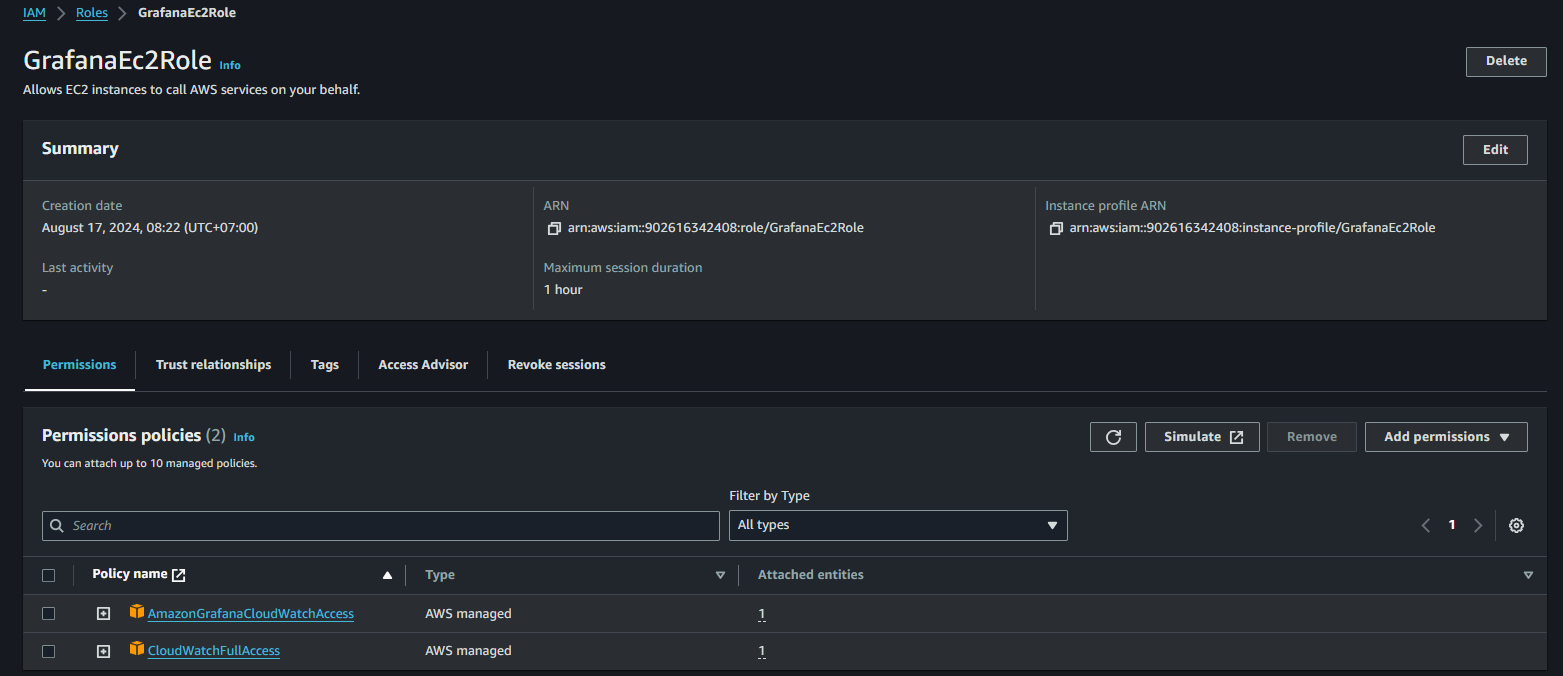 IAM > Roles > GrafanaEc2Role
GrafanaEc2Role Info
Delete
Allows EC2 instances to call AWS services on your behalf.
Summary
Edit
Creation date
August 17, 2024, 08:22 (UTC+07:00)
ARN
arn:aws:iam::902616342408:role/GrafanaEc2Role
Instance profile ARN
arn:aws:iam::902616342408:instance-profile/GrafanaEc2Role
Last activity
-
Maximum session duration
1 hour
Permissions
Trust relationships
Tags
Access Advisor
Revoke sessions
Permissions policies (2) Info
You can attach up to 10 managed policies.
Simulate
Remove
Add permissions
Filter by Type
Search
All types
1
Policy name
Type
Attached entities
AmazonGrafanaCloudWatchAccess
AWS managed
1
CloudWatchFullAccess
AWS managed
1